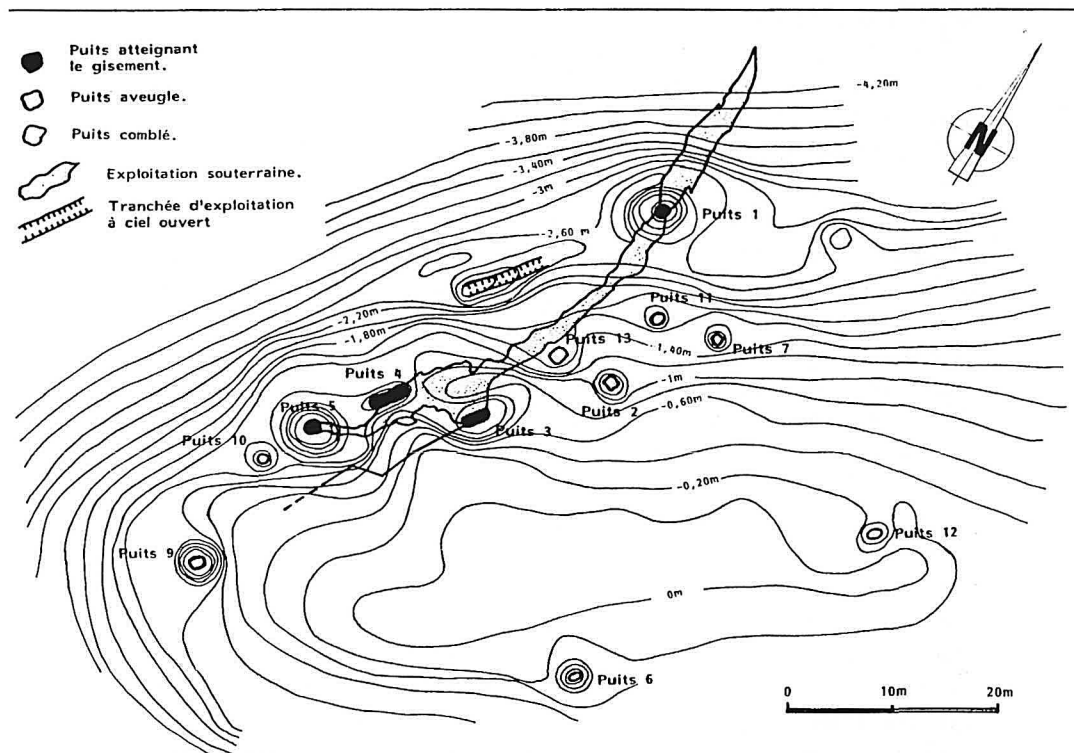 Puits atteignant
le gisement.
Puits aveugle.
Puits comblé.
Exploitation souterraine.
Tranchée d'exploitation
à ciel ouvert
N
-4,20m
-3,80m
-3,40m
-3m
-2,60 m
-2,20m
-1,80m
-1,40m
-1m
-0,60m
-0,20m
0m
Puits 1
Puits 11
Puits 13
Puits 7
Puits 4
Puits 2
Puits 5
Puits 3
Puits 10
Puits 12
Puits 9
Puits 6
0 10m 20m